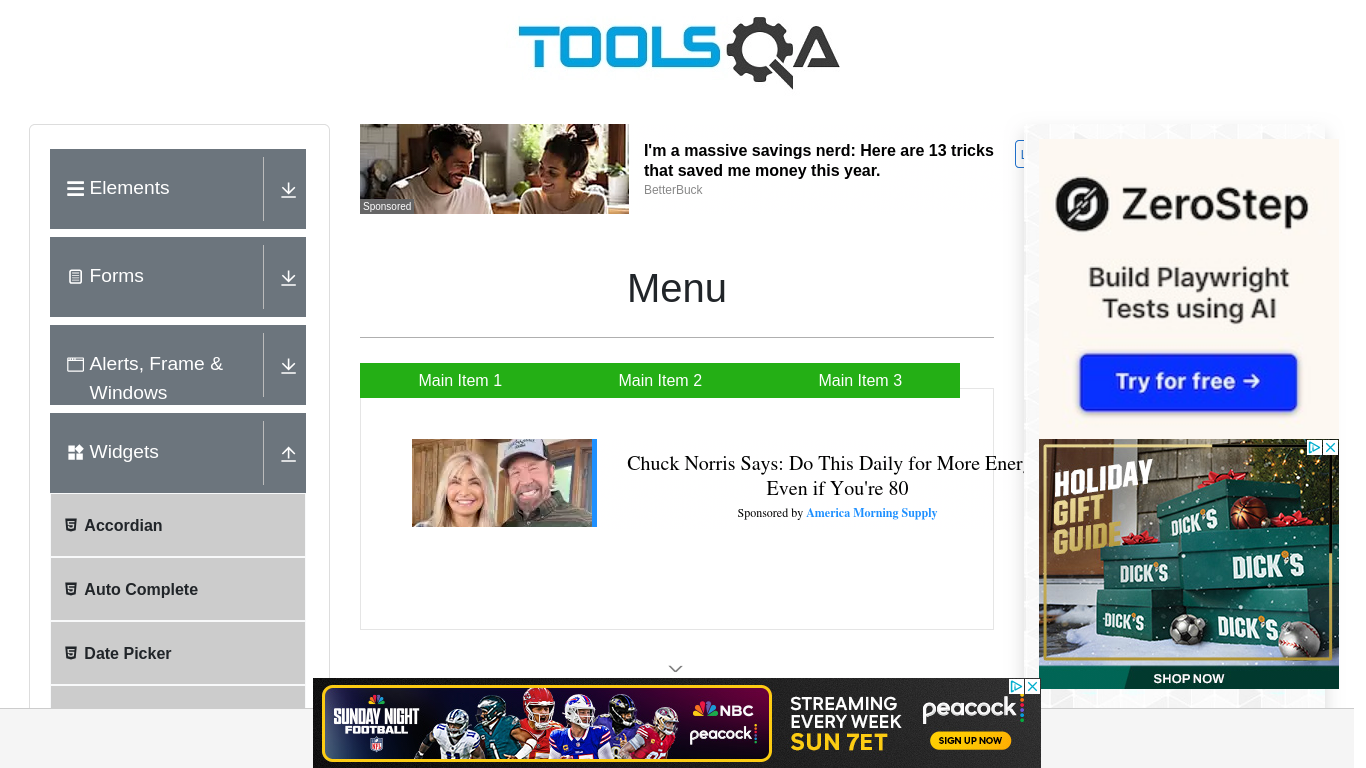 TOOLSQA
Elements
Forms
Alerts, Frame &
Windows
Widgets
Accordian
Auto Complete
Date Picker
Sponsored
I'm a massive savings nerd: Here are 13 tricks
that saved me money this year.
BetterBuck
Menu
Main Item 1
Main Item 2
Main Item 3
Chuck Norris Says: Do This Daily for More Ener
Even if You're 80
Sponsored by America Morning Supply
ZeroStep
Build Playwright
Tests using AI
Try for free →
HOLIDAY
GIFT
GUIDE
DICK'S
DICK'S
DICK'S
DICK'S
DICK'S
SHOP NOW
SUNDAY NIGHT
FOOTBALL
NFL
NBC
peacock
STREAMING
EVERY WEEK
SUN 7ET
peacock
SIGN UP NOW